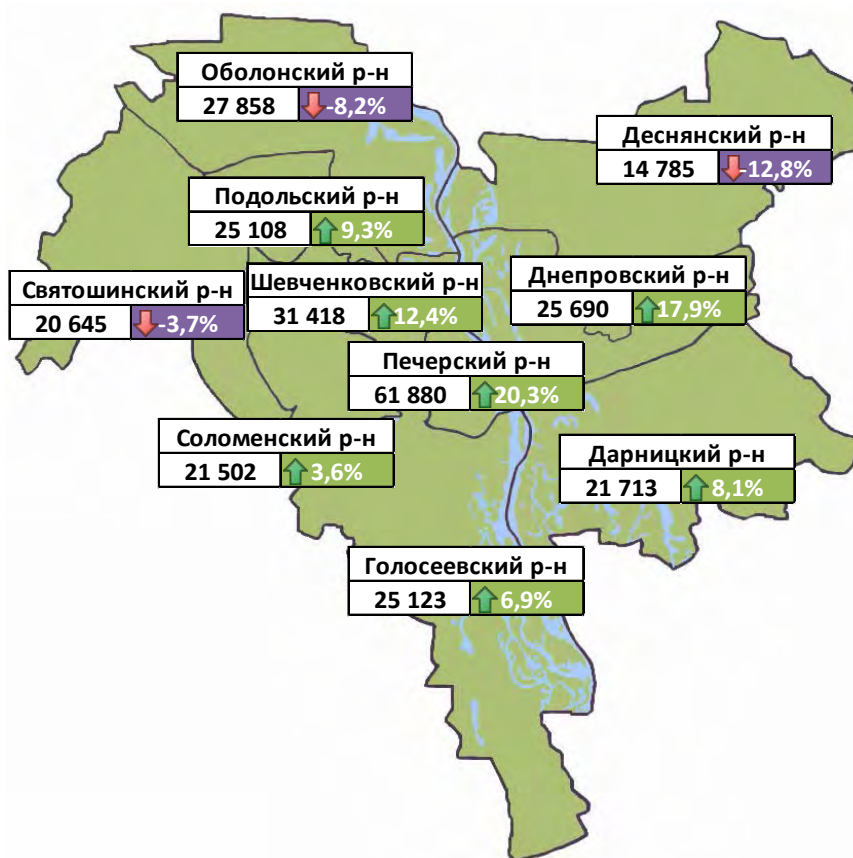 Оболонский р-н
27 858 -8,2%
Деснянский р-н
14 785 -12,8%
Подольский р-н
25 108 9,3%
Святошинский р-н
20 645 -3,7%
Шевченковский р-н
31 418 12,4%
Днепровский р-н
25 690 17,9%
Печерский р-н
61 880 20,3%
Соломенский р-н
21 502 3,6%
Дарницкий р-н
21 713 8,1%
Голосеевский р-н
25 123 6,9%